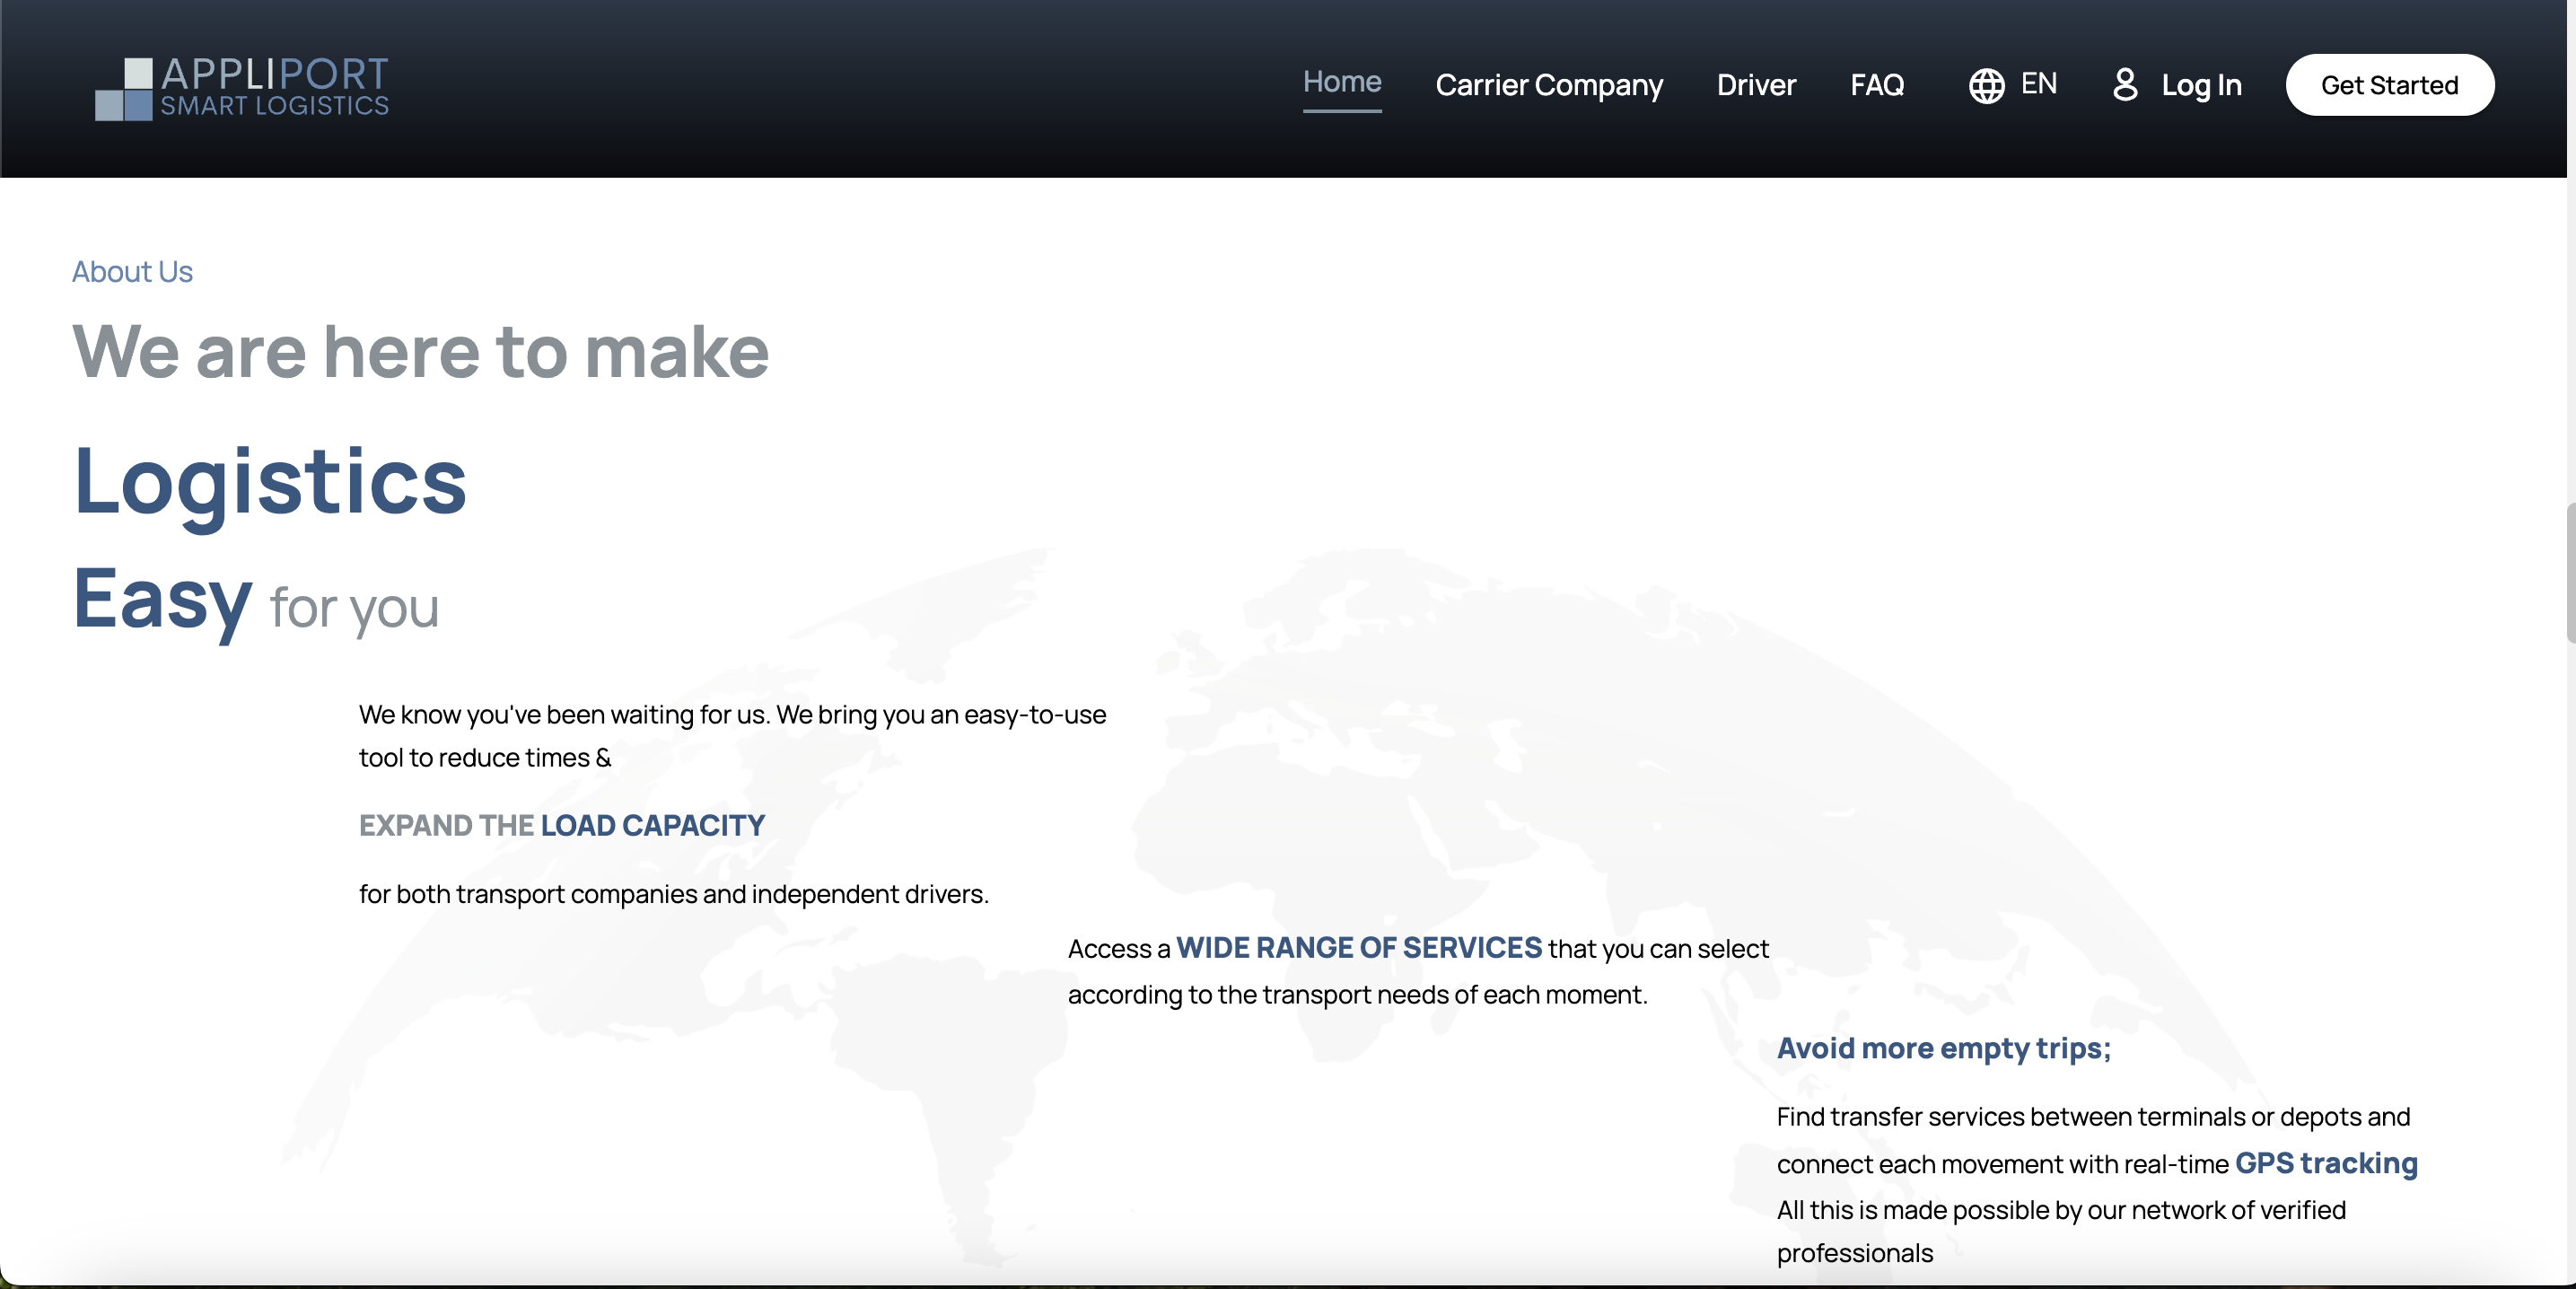 APPLIPORT
SMART LOGISTICS
Home
Carrier Company
Driver
FAQ
EN
Log In
Get Started
About Us
We are here to make
Logistics
Easy for you
We know you've been waiting for us. We bring you an easy-to-use
tool to reduce times &
EXPAND THE LOAD CAPACITY
for both transport companies and independent drivers.
Access a WIDE RANGE OF SERVICES that you can select
according to the transport needs of each moment.
Avoid more empty trips;
Find transfer services between terminals or depots and
connect each movement with real-time GPS tracking
All this is made possible by our network of verified
professionals